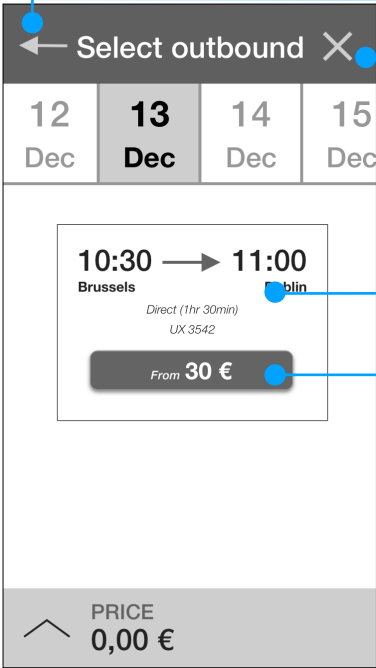 Select outbound
12 13 14 15
Dec Dec Dec Dec
10:30 11:00
Brussels Dublin
Direct (1hr 30min)
UX 3542
From 30 €
PRICE
0,00 €